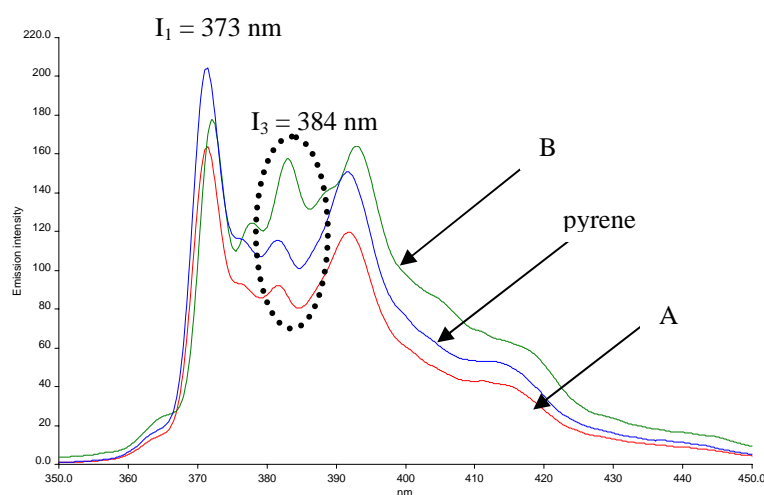 I₁ = 373 nm
I₃ = 384 nm
B
pyrene
A
Emission intensity
220.0
200
180
160
140
120
100
80
60
40
20
0.0
350.0 360 370 380 390 400 410 420 430 440 450.0
nm